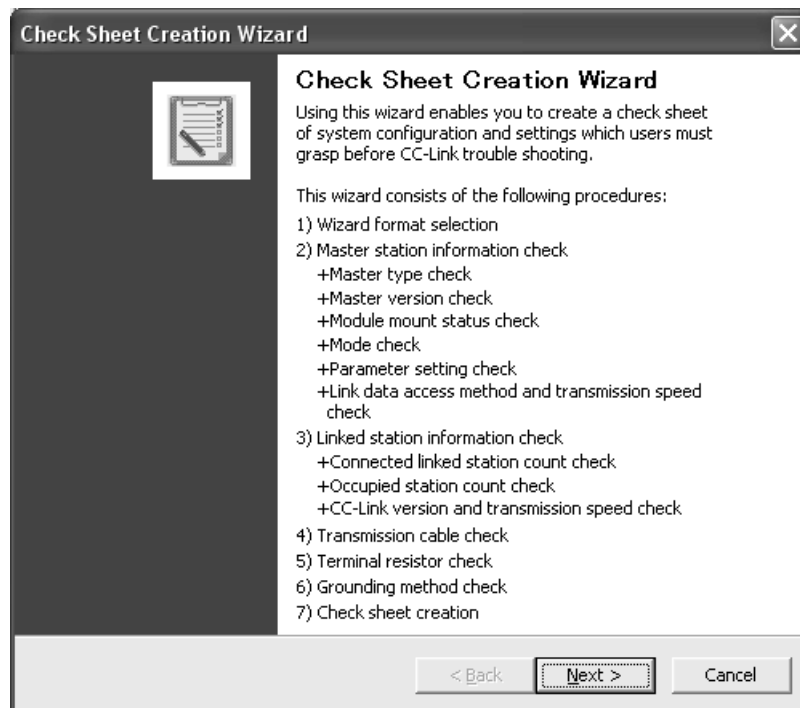 Check Sheet Creation Wizard
Check Sheet Creation Wizard
Using this wizard enables you to create a check sheet
of system configuration and settings which users must
grasp before CC-Link trouble shooting.
This wizard consists of the following procedures:
1) Wizard format selection
2) Master station information check
+Master type check
+Master version check
+Module mount status check
+Mode check
+Parameter setting check
+Link data access method and transmission speed
check
3) Linked station information check
+Connected linked station count check
+Occupied station count check
+CC-Link version and transmission speed check
4) Transmission cable check
5) Terminal resistor check
6) Grounding method check
7) Check sheet creation
< Back Next > Cancel